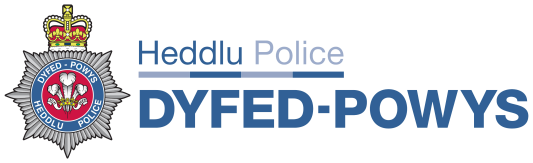 DYFED - POWYS
HEDDLU POLICE
Heddlu Police
DYFED-POWYS